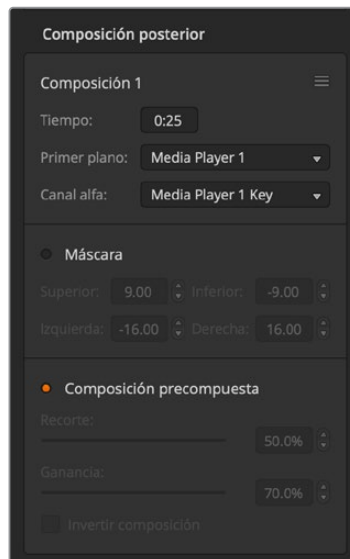 Composición posterior
Composición 1
Tiempo: 0:25
Primer plano: Media Player 1
Canal alfa: Media Player 1 Key
Máscara
Superior: 9.00 Inferior: -9.00
Izquierda: -16.00 Derecha: 16.00
Composición precompuesta
Recorte:
50.0%
Ganancia:
70.0%
Invertir composición